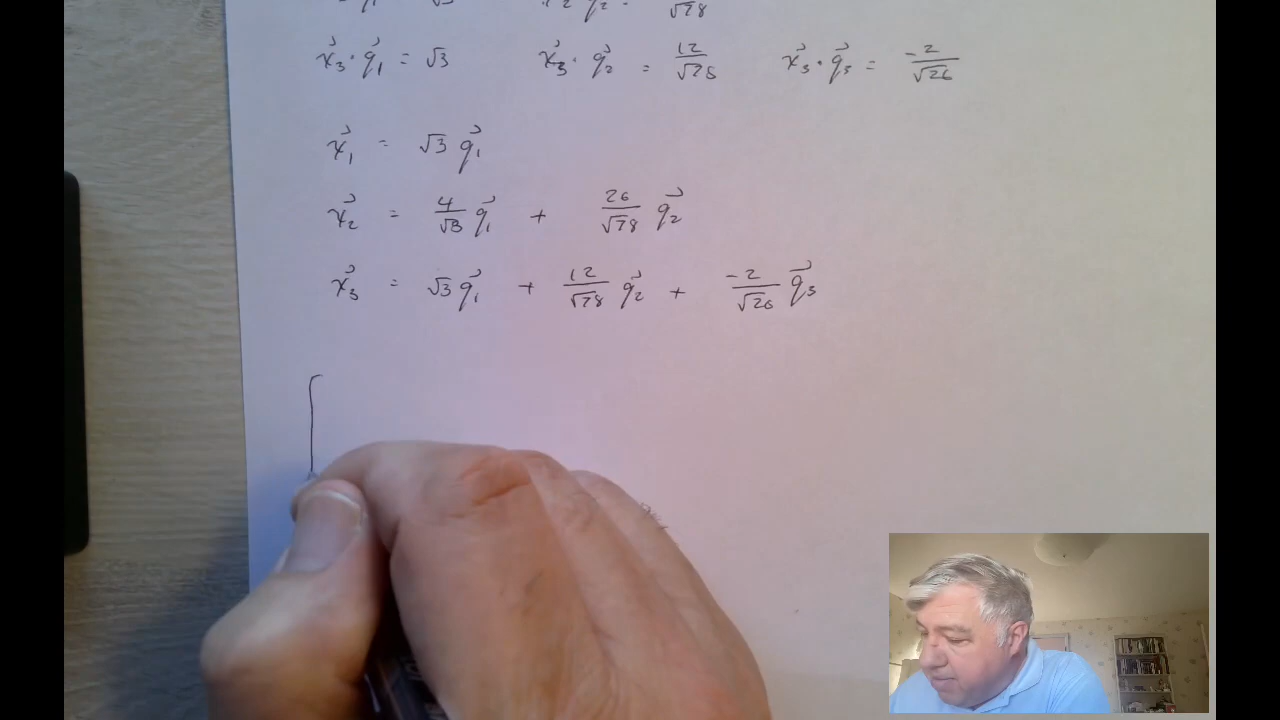 √78
x⃗₃ · q⃗₁ = √3 x⃗₃ · q⃗₂ = 12/√78 x⃗₃ · q⃗₃ = -2/√26
x⃗₁ = √3 q⃗₁
x⃗₂ = 4/√3 q⃗₁ + 26/√78 q⃗₂
x⃗₃ = √3 q⃗₁ + 12/√78 q⃗₂ + -2/√26 q⃗₃
[